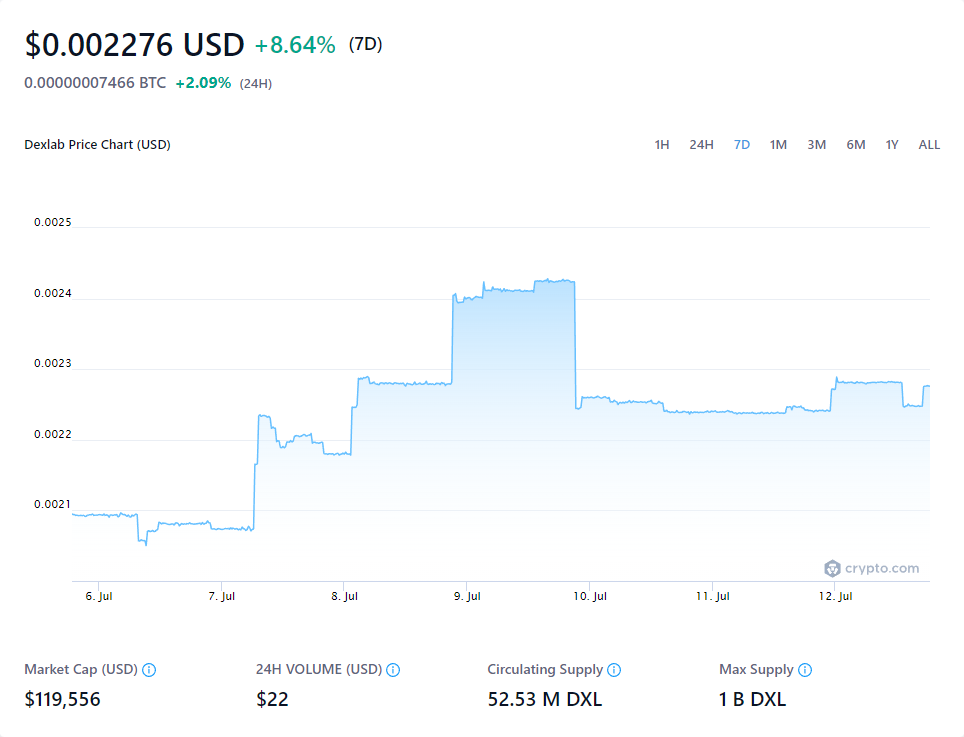 $0.002276 USD +8.64% (7D)
0.00000007466 BTC +2.09% (24H)
Dexlab Price Chart (USD) 1H 24H 7D 1M 3M 6M 1Y ALL
0.0025
0.0024
0.0023
0.0022
0.0021
crypto.com
6. Jul 7. Jul 8. Jul 9. Jul 10. Jul 11. Jul 12. Jul
Market Cap (USD) 24H VOLUME (USD) Circulating Supply Max Supply
$119,556 $22 52.53 M DXL 1 B DXL